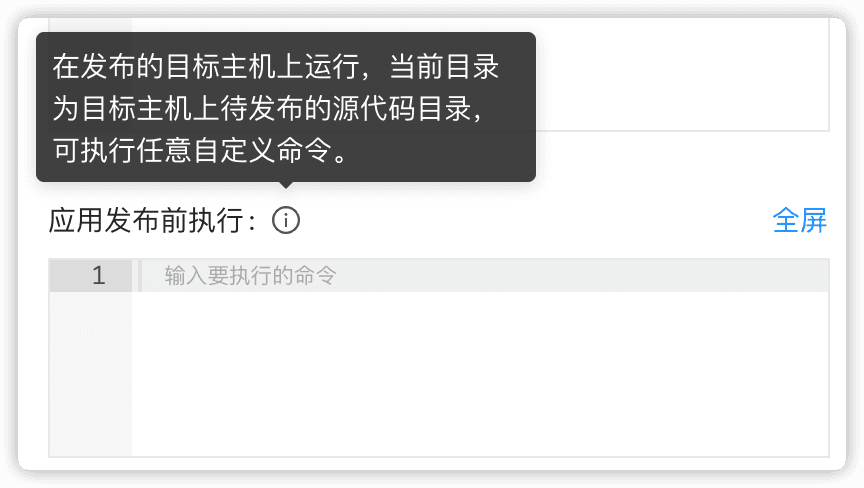 在发布的目标主机上运行，当前目录
为目标主机上待发布的源代码目录，
可执行任意自定义命令。
应用发布前执行： 全屏
1 输入要执行的命令